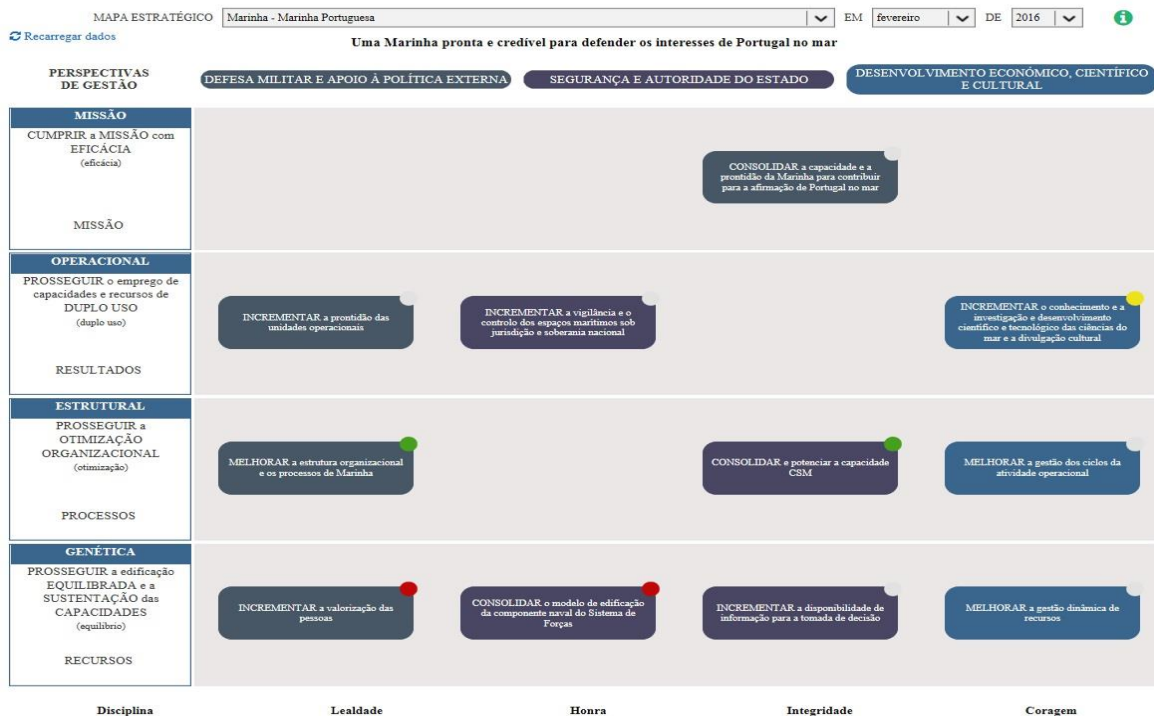 MAPA ESTRATÉGICO Marinha - Marinha Portuguesa EM fevereiro DE 2016
Recarregar dados
Uma Marinha pronta e credível para defender os interesses de Portugal no mar
PERSPECTIVAS
DE GESTÃO
DEFESA MILITAR E APOIO À POLÍTICA EXTERNA
SEGURANÇA E AUTORIDADE DO ESTADO
DESENVOLVIMENTO ECONÓMICO, CIENTÍFICO
E CULTURAL
MISSÃO
CUMPRIR a MISSÃO com
EFICÁCIA
(eficácia)
MISSÃO
CONSOLIDAR a capacidade e a
prontidão da Marinha para contribuir
para a afirmação de Portugal no mar
OPERACIONAL
PROSSEGUIR o emprego de
capacidades e recursos de
DUPLO USO
(duplo uso)
RESULTADOS
INCREMENTAR a prontidão das
unidades operacionais
INCREMENTAR a vigilância e o
controlo dos espaços marítimos sob
jurisdição e soberania nacional
INCREMENTAR o conhecimento e a
investigação e desenvolvimento
científico e tecnológico das ciências do
mar e a divulgação cultural
ESTRUTURAL
PROSSEGUIR a
OTIMIZAÇÃO
ORGANIZACIONAL
(otimização)
PROCESSOS
MELHORAR a estrutura organizacional
e os processos de Marinha
CONSOLIDAR e potenciar a capacidade
CSM
MELHORAR a gestão dos ciclos da
atividade operacional
GENÉTICA
PROSSEGUIR a edificação
EQUILIBRADA e a
SUSTENTAÇÃO das
CAPACIDADES
(equilíbrio)
RECURSOS
INCREMENTAR a valorização das
pessoas
CONSOLIDAR o modelo de edificação
da componente naval do Sistema de
Forças
INCREMENTAR a disponibilidade de
informação para a tomada de decisão
MELHORAR a gestão dinâmica de
recursos
Disciplina Lealdade Honra Integridade Coragem